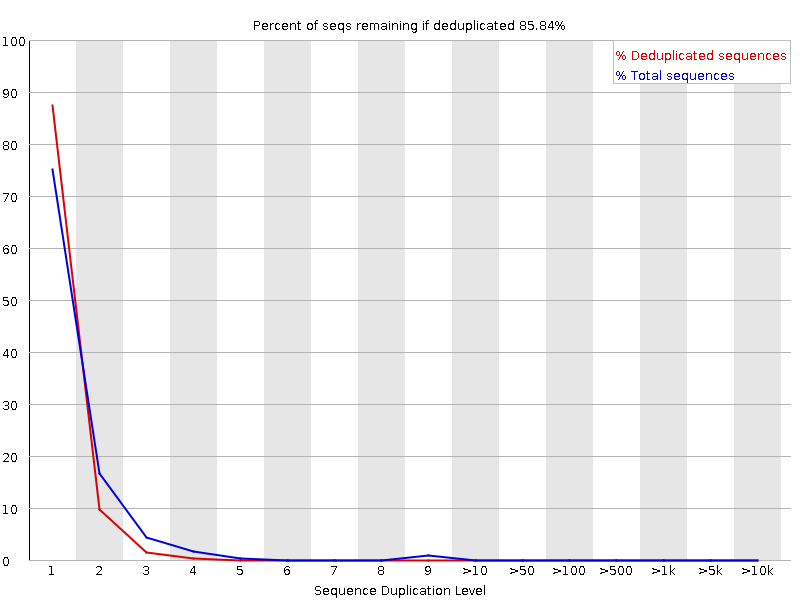 Percent of seqs remaining if deduplicated 85.84%
% Deduplicated sequences
% Total sequences
100
90
80
70
60
50
40
30
20
10
0
1 2 3 4 5 6 7 8 9 >10 >50 >100 >500 >1k >5k >10k
Sequence Duplication Level